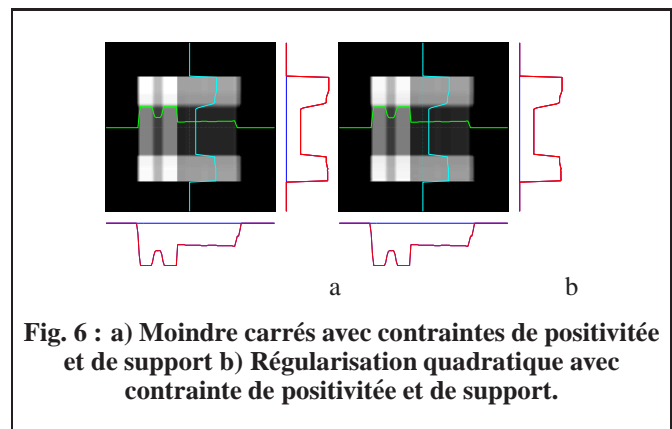 a b
Fig. 6 : a) Moindre carrés avec contraintes de positivitée
et de support b) Régularisation quadratique avec
contrainte de positivitée et de support.